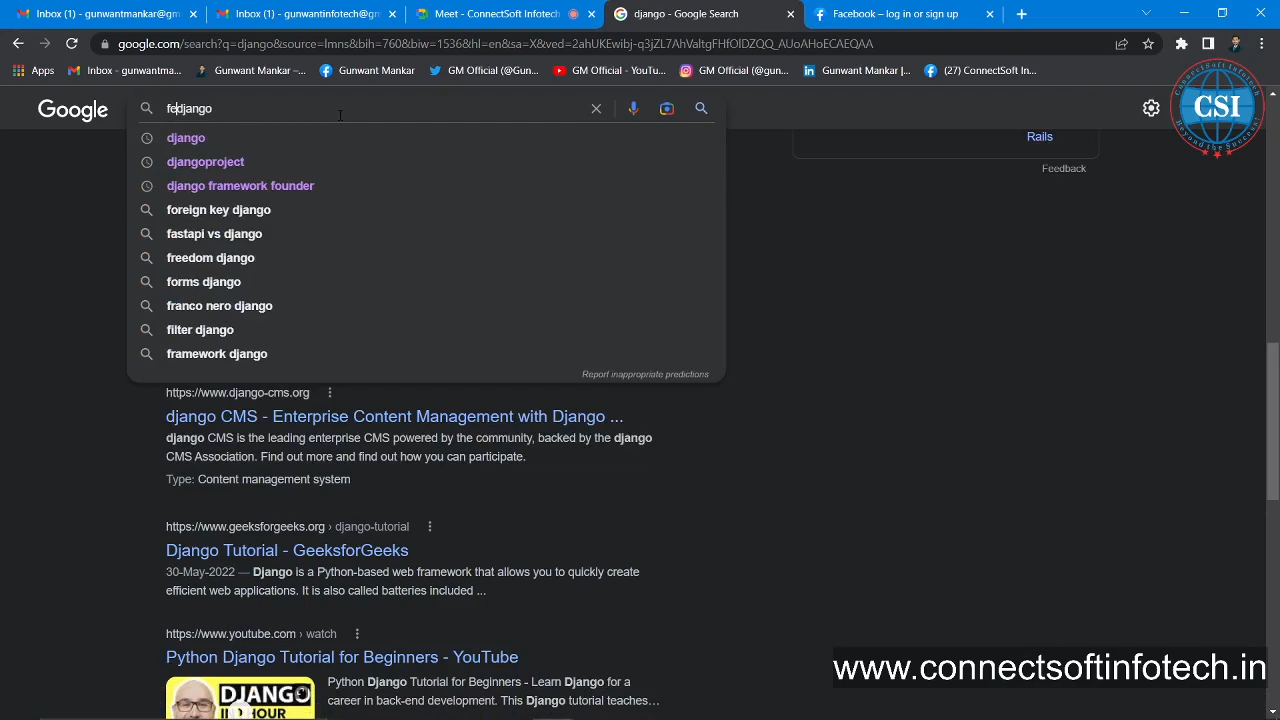 Inbox (1) - gunwantmankar@gm
Inbox (1) - gunwantinfotech@gm
Meet - ConnectSoft Infotech
django - Google Search
Facebook – log in or sign up
google.com/search?q=django&source=lmns&bih=760&biw=1536&hl=en&sa=X&ved=2ahUKEwibj-q3jZL7AhValtgFHfOlDZQQ_AUoAHoECAEQAA
Apps
Inbox - gunwantma...
Gunwant Mankar –...
Gunwant Mankar
GM Official (@Gun...
GM Official - YouTu...
GM Official (@gun...
Gunwant Mankar –...
(27) ConnectSoft In...
Google
fedjango
CSI
ConnectSoft Infotech
Beyond the Success!
django
djangoproject
django framework founder
foreign key django
fastapi vs django
freedom django
forms django
franco nero django
filter django
framework django
Report inappropriate predictions
Rails
Feedback
https://www.django-cms.org
django CMS - Enterprise Content Management with Django ...
django CMS is the leading enterprise CMS powered by the community, backed by the django
CMS Association. Find out more and find out how you can participate.
Type: Content management system
https://www.geeksforgeeks.org › django-tutorial
Django Tutorial - GeeksforGeeks
30-May-2022 — Django is a Python-based web framework that allows you to quickly create
efficient web applications. It is also called batteries included ...
https://www.youtube.com › watch
Python Django Tutorial for Beginners - YouTube
DJANGO
Python Django Tutorial for Beginners - Learn Django for a
career in back-end development. This Django tutorial teaches...
www.connectsoftinfotech.in